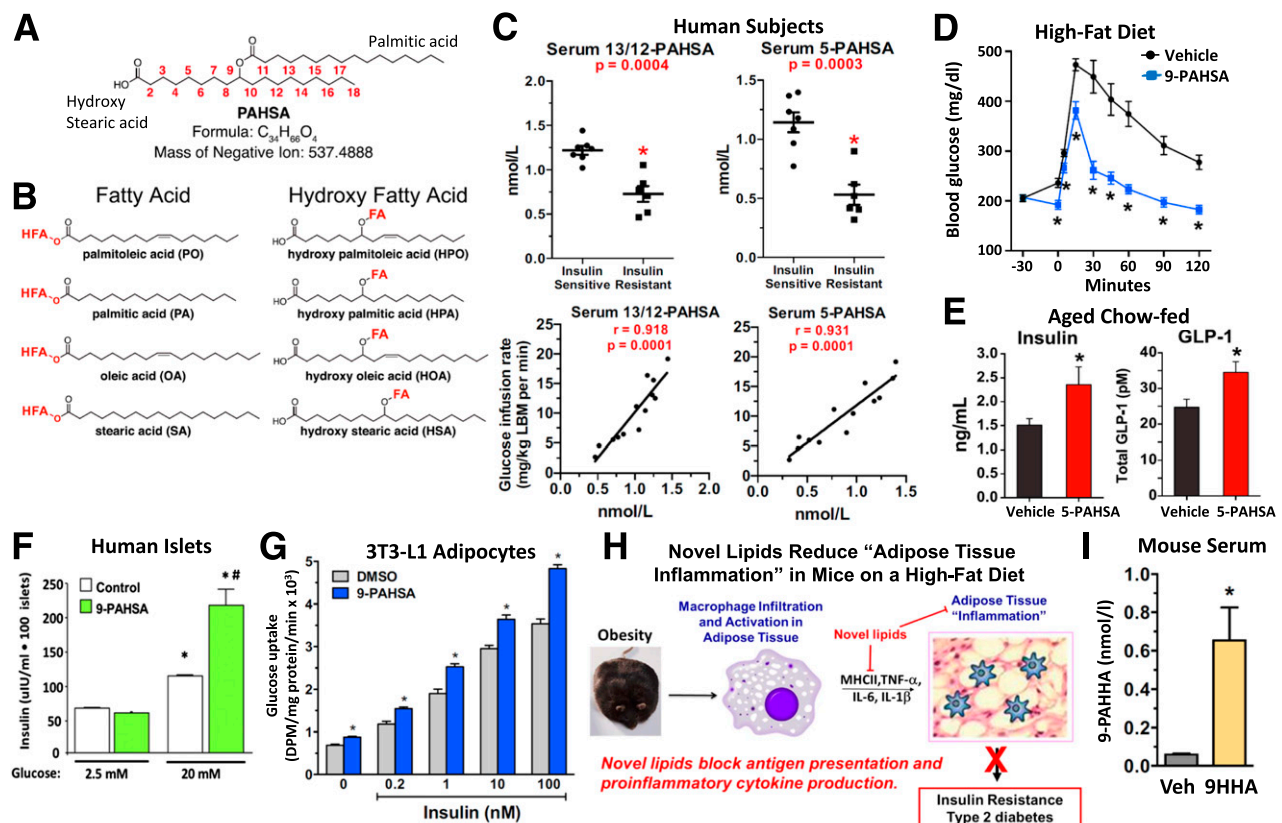 A
Palmitic acid
O
O
HO
3 5 7 9 11 13 15 17
2 4 6 8 10 12 14 16 18
Hydroxy
Stearic acid
PAHSA
Formula: C34H66O4
Mass of Negative Ion: 537.4888
B
Fatty Acid
Hydroxy Fatty Acid
HFA O
O
palmitoleic acid (PO)
O FA
HO
O
hydroxy palmitoleic acid (HPO)
HFA O
O
palmitic acid (PA)
O FA
HO
O
hydroxy palmitic acid (HPA)
HFA O
O
oleic acid (OA)
O FA
HO
O
hydroxy oleic acid (HOA)
HFA O
O
stearic acid (SA)
O FA
HO
O
hydroxy stearic acid (HSA)
C
Human Subjects
Serum 13/12-PAHSA
p = 0.0004
2.0
1.5
1.0
0.5
0.0
nmol/L
*
Insulin
Sensitive
Insulin
Resistant
Serum 5-PAHSA
p = 0.0003
1.5
1.0
0.5
0.0
nmol/L
*
Insulin
Sensitive
Insulin
Resistant
Serum 13/12-PAHSA
r = 0.918
p = 0.0001
Glucose infusion rate
(mg/kg LBM per min)
25
20
15
10
5
0
0.0 0.5 1.0 1.5 2.0
nmol/L
Serum 5-PAHSA
r = 0.931
p = 0.0001
25
20
15
10
5
0
0.0 0.5 1.0 1.5
nmol/L
D
High-Fat Diet
Vehicle
9-PAHSA
Blood glucose (mg/dl)
500
400
300
200
100
* * * * * * * *
-30 0 30 60 90 120
Minutes
E
Aged Chow-fed
Insulin
ng/mL
3.0
2.5
2.0
1.5
1.0
0.5
0.0
*
Vehicle 5-PAHSA
GLP-1
Total GLP-1 (pM)
40
30
20
10
0
*
Vehicle 5-PAHSA
F
Human Islets
Control
9-PAHSA
Insulin (uIU/ml • 100 islets)
250
200
150
100
50
0
*
* #
Glucose: 2.5 mM 20 mM
G
3T3-L1 Adipocytes
DMSO
9-PAHSA
Glucose uptake
(DPM/mg protein/min x 10³)
5
4
3
2
1
0
* * * * *
0 0.2 1 10 100
Insulin (nM)
H
Novel Lipids Reduce “Adipose Tissue
Inflammation” in Mice on a High-Fat Diet
Obesity
Macrophage Infiltration
and Activation in
Adipose Tissue
Novel lipids
MHCII,TNF-α,
IL-6, IL-1β
Adipose Tissue
“Inflammation”
Novel lipids block antigen presentation and
proinflammatory cytokine production.
X
Insulin Resistance
Type 2 diabetes
I
Mouse Serum
9-PAHHA (nmol/l)
1.0
0.8
0.6
0.4
0.2
0.0
*
Veh 9HHA